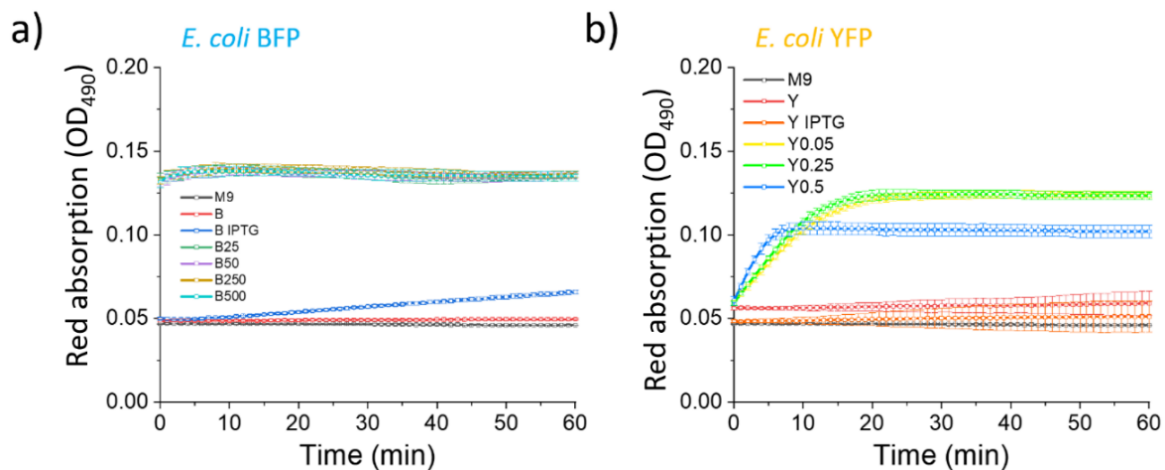 a)
E. coli BFP
Red absorption (OD490)
0.20
0.15
0.10
0.05
0.00
M9
B
B IPTG
B25
B50
B250
B500
0 10 20 30 40 50 60
Time (min)
b)
E. coli YFP
Red absorption (OD490)
0.20
0.15
0.10
0.05
0.00
M9
Y
Y IPTG
Y0.05
Y0.25
Y0.5
0 10 20 30 40 50 60
Time (min)